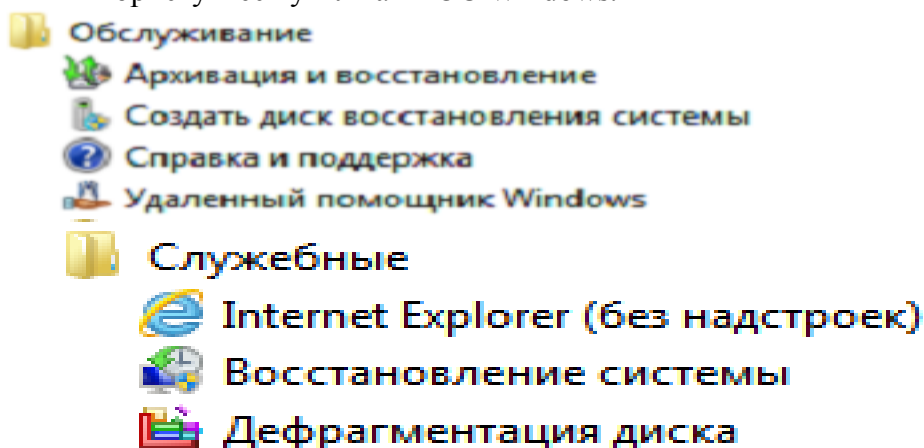 Обслуживание
Архивация и восстановление
Создать диск восстановления системы
Справка и поддержка
Удаленный помощник Windows
Служебные
Internet Explorer (без надстроек)
Восстановление системы
Дефрагментация диска